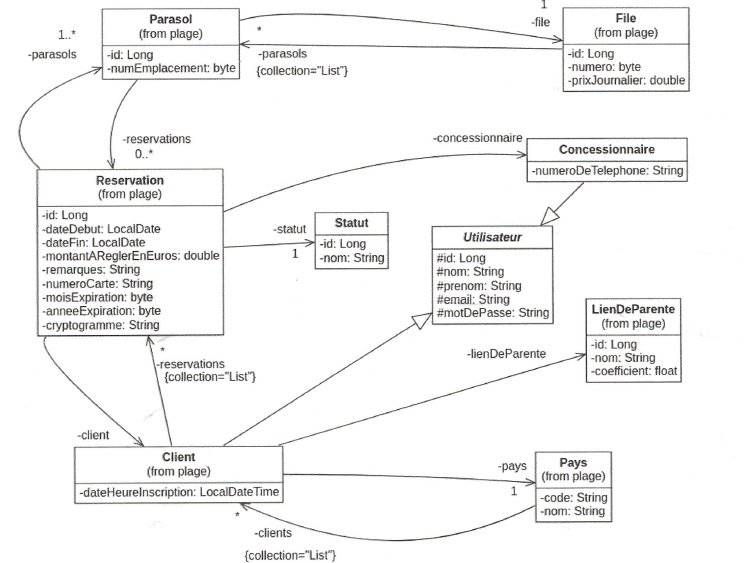 Parasol
(from plage)
-id: Long
-numEmplacement: byte
1..*
-parasols
*
-parasols
{collection="List"}
1
-file
File
(from plage)
-id: Long
-numero: byte
-prixJournalier: double
-reservations
0..*
-concessionnaire
Concessionnaire
-numeroDeTelephone: String
Reservation
(from plage)
-id: Long
-dateDebut: LocalDate
-dateFin: LocalDate
-montantAReglerEnEuros: double
-remarques: String
-numeroCarte: String
-moisExpiration: byte
-anneeExpiration: byte
-cryptogramme: String
-statut
1
Statut
-id: Long
-nom: String
Utilisateur
#id: Long
#nom: String
#prenom: String
#email: String
#motDePasse: String
LienDeParente
(from plage)
-id: Long
-nom: String
-coefficient: float
*
-reservations
{collection="List"}
-lienDeParente
-client
Client
(from plage)
-dateHeureInscription: LocalDateTime
-pays
1
Pays
(from plage)
-code: String
-nom: String
*
-clients
{collection="List"}